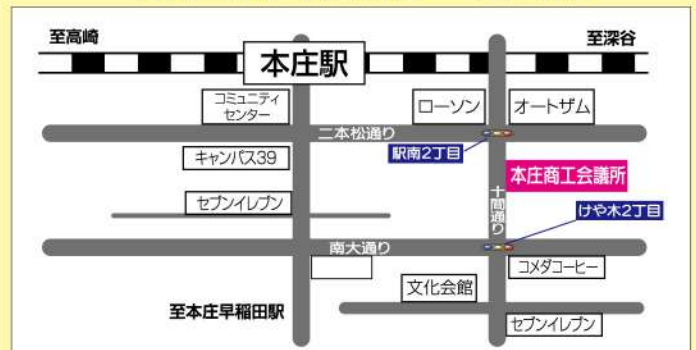 至高崎
至深谷
本庄駅
コミュニティ
センター
ローソン
オートザム
二本松通り
駅南2丁目
キャンパス39
本庄商工会議所
セブンイレブン
十間通り
けや木2丁目
南大通り
コメダコーヒー
文化会館
至本庄早稲田駅
セブンイレブン